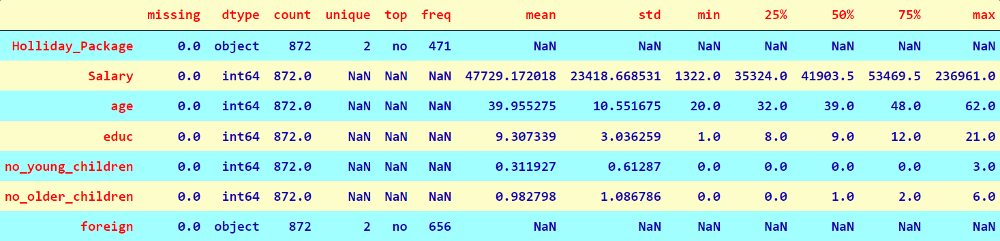 missing dtype count unique top freq mean std min 25% 50% 75% max
Holliday_Package 0.0 object 872 2 no 471 NaN NaN NaN NaN NaN NaN NaN
Salary 0.0 int64 872.0 NaN NaN NaN 47729.172018 23418.668531 1322.0 35324.0 41903.5 53469.5 236961.0
age 0.0 int64 872.0 NaN NaN NaN 39.955275 10.551675 20.0 32.0 39.0 48.0 62.0
educ 0.0 int64 872.0 NaN NaN NaN 9.307339 3.036259 1.0 8.0 9.0 12.0 21.0
no_young_children 0.0 int64 872.0 NaN NaN NaN 0.311927 0.61287 0.0 0.0 0.0 0.0 3.0
no_older_children 0.0 int64 872.0 NaN NaN NaN 0.982798 1.086786 0.0 0.0 1.0 2.0 6.0
foreign 0.0 object 872 2 no 656 NaN NaN NaN NaN NaN NaN NaN